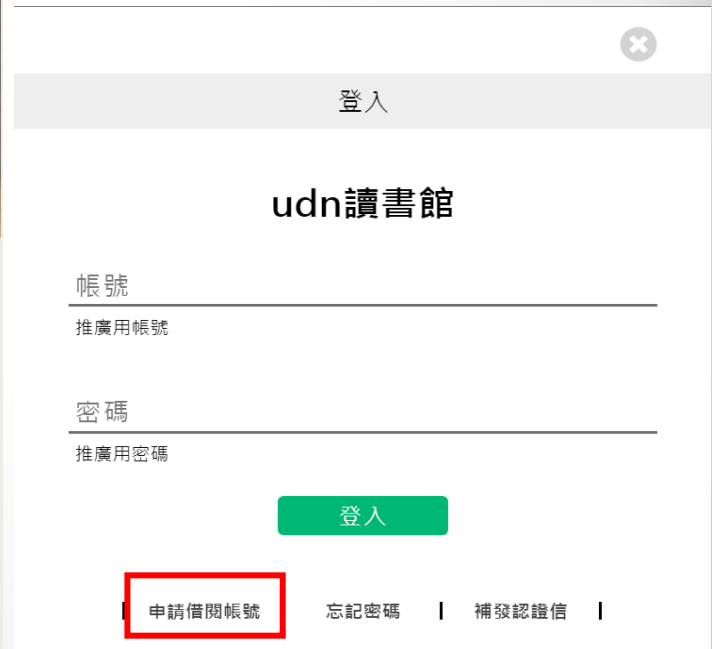 登入
udn讀書館
帳號
推廣用帳號
密碼
推廣用密碼
登入
申請借閱帳號 忘記密碼 | 補發認證信 |